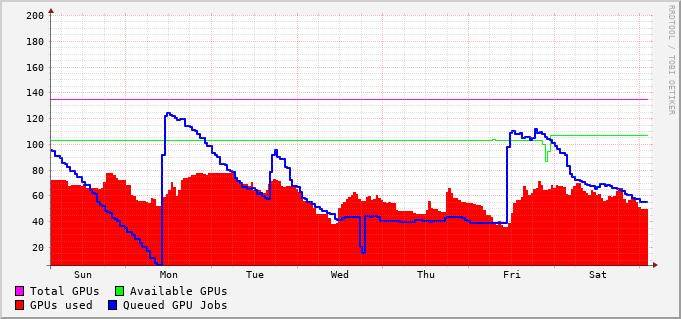 200
180
160
140
120
100
80
60
40
20
Sun Mon Tue Wed Thu Fri Sat
Total GPUs Available GPUs
GPUs used Queued GPU Jobs
RRDTOOL / TOBI OETIKER